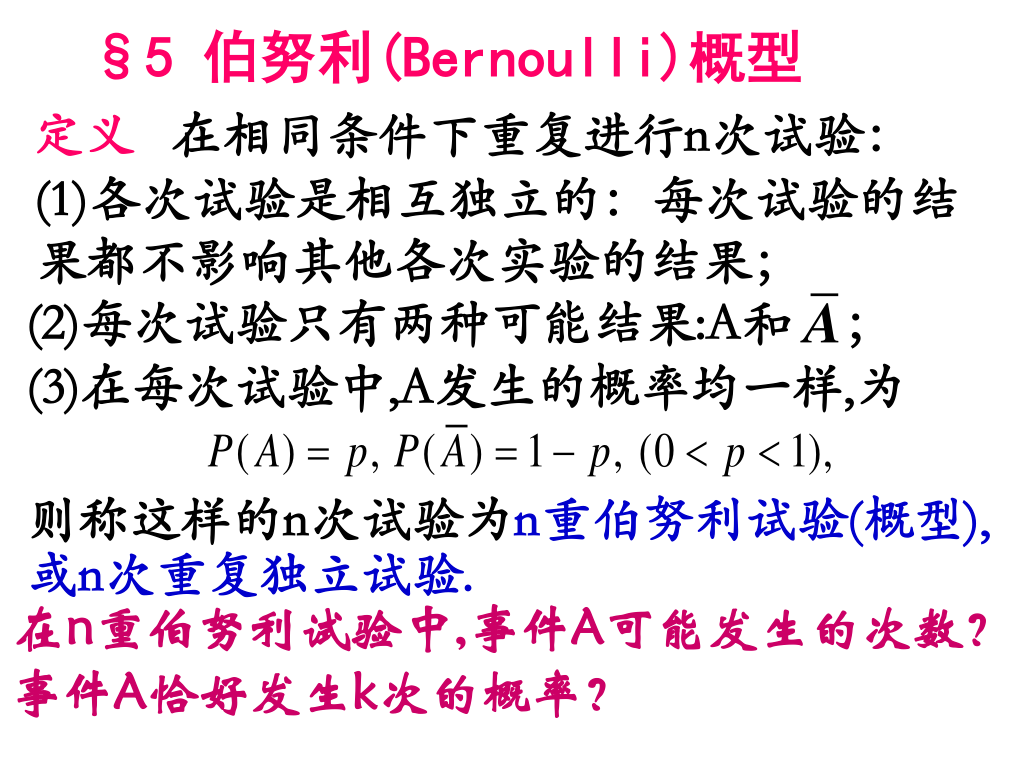 §5 伯努利(Bernoulli)概型
定义 在相同条件下重复进行n次试验:
(1)各次试验是相互独立的：每次试验的结
果都不影响其他各次实验的结果;
(2)每次试验只有两种可能结果:A和 A̅ ;
(3)在每次试验中,A发生的概率均一样,为
P(A) = p, P(A̅) = 1 − p, (0 < p < 1),
则称这样的n次试验为n重伯努利试验(概型),
或n次重复独立试验.
在n重伯努利试验中,事件A可能发生的次数?
事件A恰好发生k次的概率?